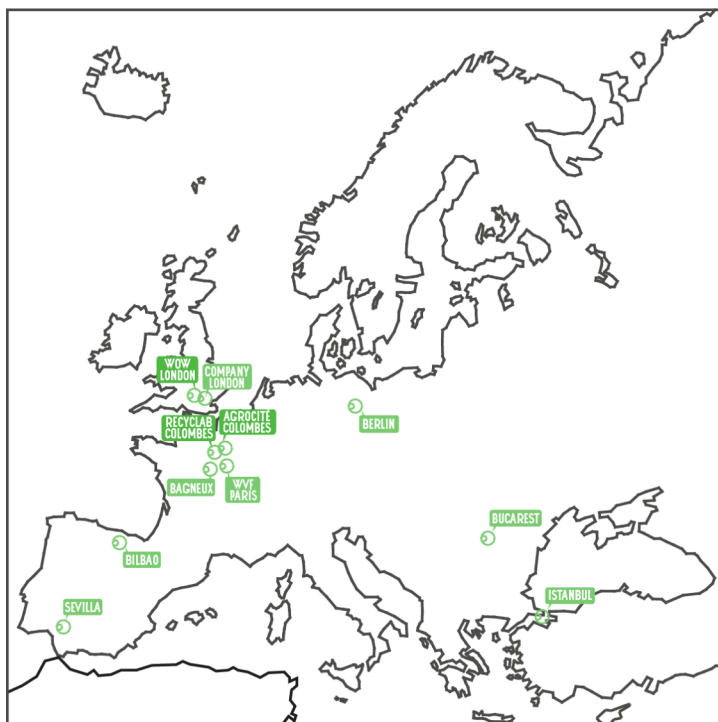 WOW
LONDON
COMPANY
LONDON
RECYCLAB
COLOMBES
AGROCITÉ
COLOMBES
BERLIN
BAGNEUX
WVF
PARIS
BUCAREST
BILBAO
ISTANBUL
SEVILLA